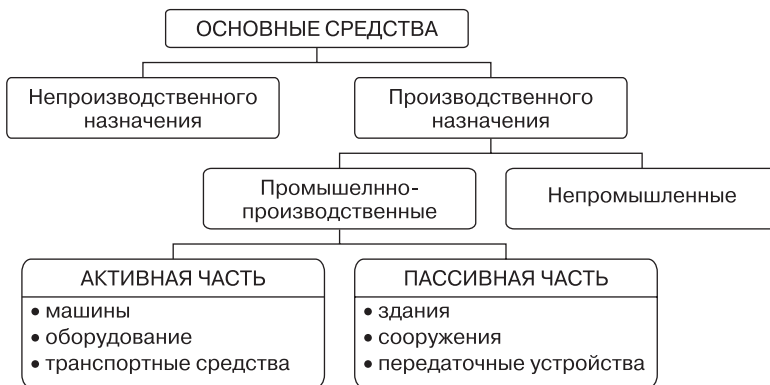 ОСНОВНЫЕ СРЕДСТВА
Непроизводственного
назначения
Производственного
назначения
Промышелнно-
производственные
Непромышленные
АКТИВНАЯ ЧАСТЬ
• машины
• оборудование
• транспортные средства
ПАССИВНАЯ ЧАСТЬ
• здания
• сооружения
• передаточные устройства